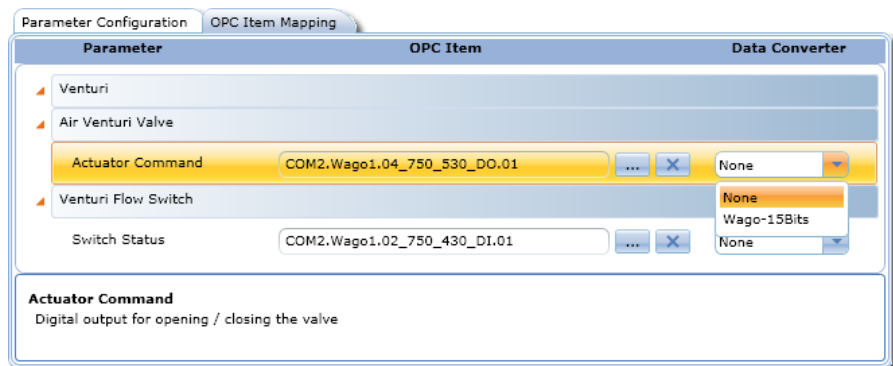 Parameter Configuration OPC Item Mapping
Parameter OPC Item Data Converter
Venturi
Air Venturi Valve
Actuator Command COM2.Wago1.04_750_530_DO.01 ... None
None
Venturi Flow Switch
Wago-15Bits
Switch Status COM2.Wago1.02_750_430_DI.01 ... None
Actuator Command
Digital output for opening / closing the valve